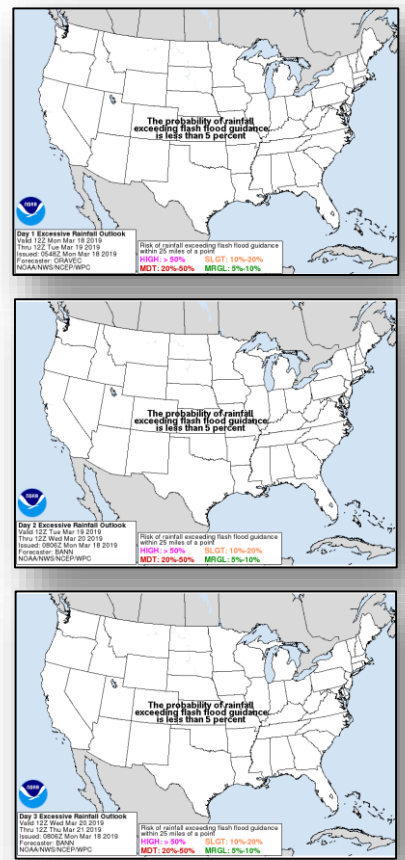 The probability of rainfall
exceeding flash flood guidance
is less than 5 percent
NOAA
Day 1 Excessive Rainfall Outlook
Valid 12Z Mon Mar 18 2019
Thru 12Z Tue Mar 19 2019
Issued: 0548Z Mon Mar 18 2019
Forecaster: ORAVEC
NOAA/NWS/NCEP/WPC
Risk of rainfall exceeding flash flood guidance
within 25 miles of a point
HIGH: > 50% SLGT: 10%-20%
MDT: 20%-50% MRGL: 5%-10%
The probability of rainfall
exceeding flash flood guidance
is less than 5 percent
NOAA
Day 2 Excessive Rainfall Outlook
Valid 12Z Tue Mar 19 2019
Thru 12Z Wed Mar 20 2019
Issued: 0806Z Mon Mar 18 2019
Forecaster: BANN
NOAA/NWS/NCEP/WPC
Risk of rainfall exceeding flash flood guidance
within 25 miles of a point
HIGH: > 50% SLGT: 10%-20%
MDT: 20%-50% MRGL: 5%-10%
The probability of rainfall
exceeding flash flood guidance
is less than 5 percent
NOAA
Day 3 Excessive Rainfall Outlook
Valid 12Z Wed Mar 20 2019
Thru 12Z Thu Mar 21 2019
Issued: 0806Z Mon Mar 18 2019
Forecaster: BANN
NOAA/NWS/NCEP/WPC
Risk of rainfall exceeding flash flood guidance
within 25 miles of a point
HIGH: > 50% SLGT: 10%-20%
MDT: 20%-50% MRGL: 5%-10%